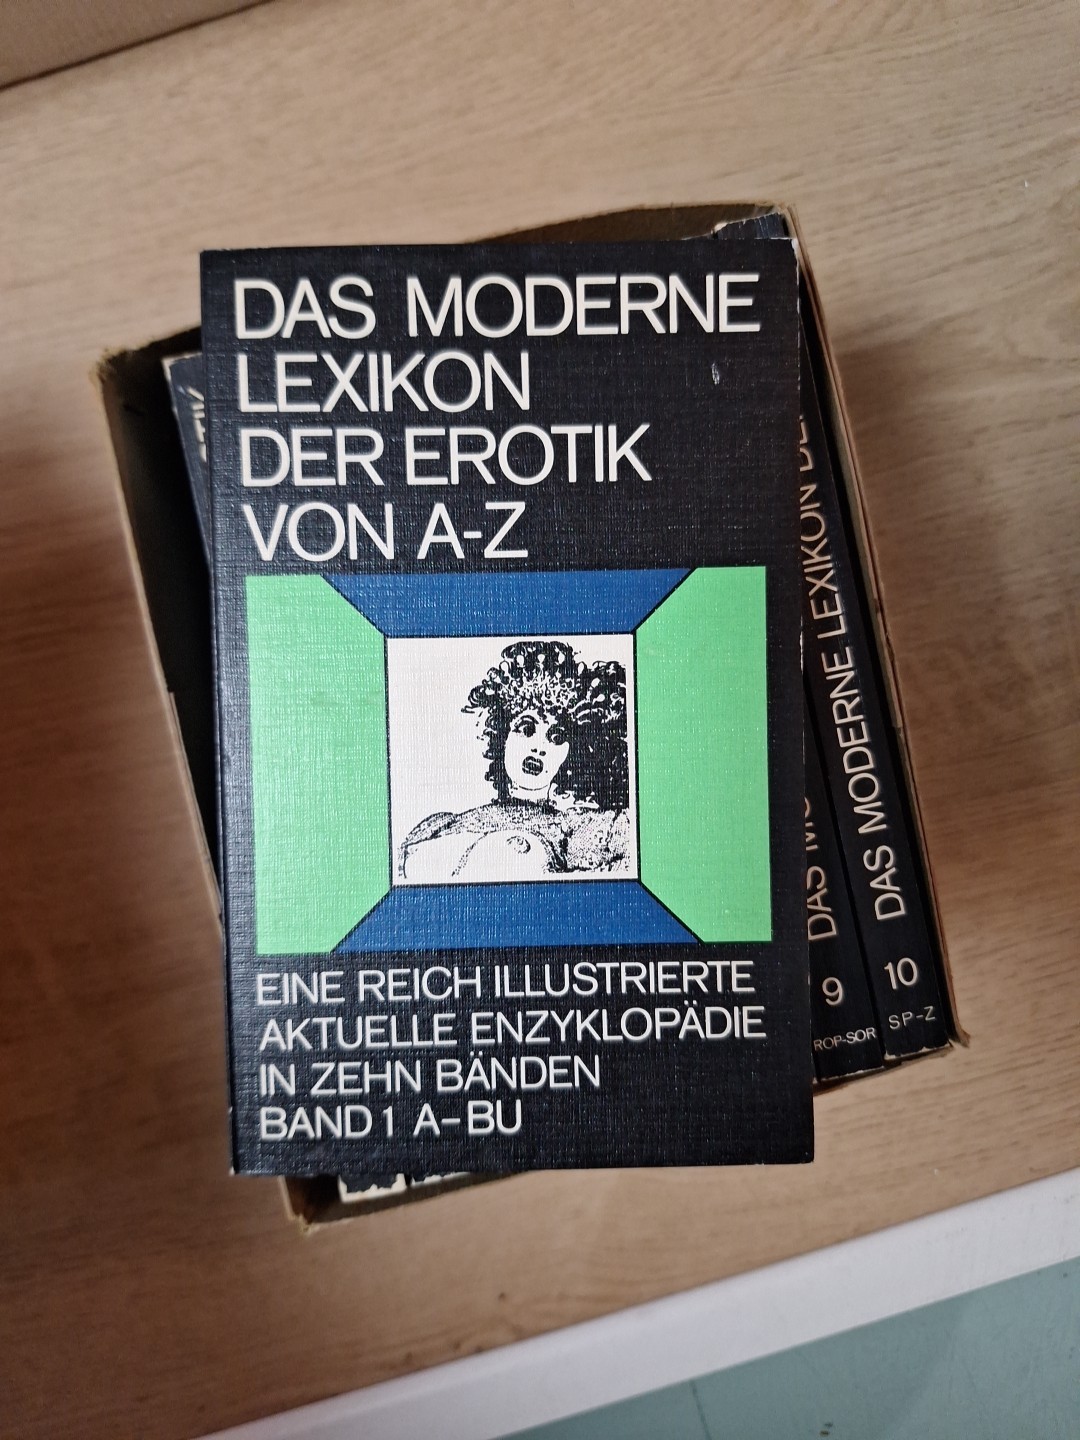 DAS MODERNE
LEXIKON
DER EROTIK
VON A-Z
EINE REICH ILLUSTRIERTE
AKTUELLE ENZYKLOPÄDIE
IN ZEHN BÄNDEN
BAND 1 A-BU
DAS
9
ROP-SOR
DAS MODERNE LEXIKON
10
SP-Z